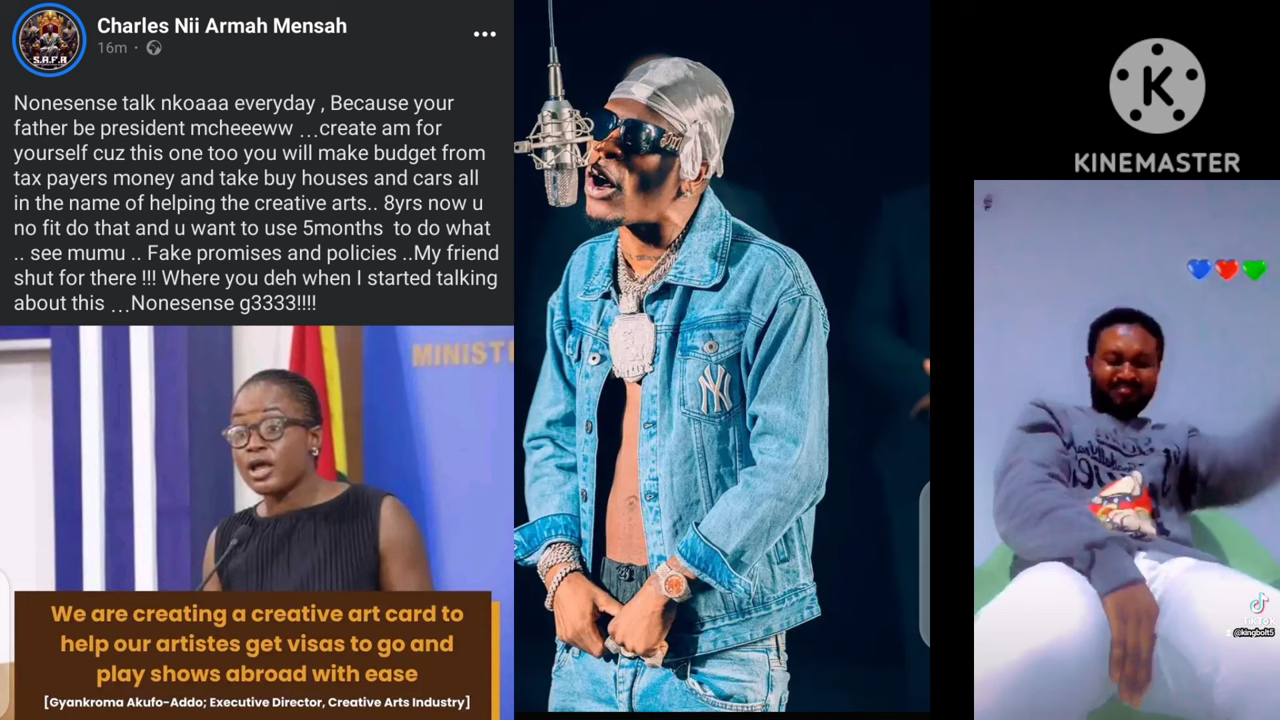 Charles Nii Armah Mensah
16m ·
S.A.F.A
Nonesense talk nkoaaa everyday , Because your
father be president mcheeeww ...create am for
yourself cuz this one too you will make budget from
tax payers money and take buy houses and cars all
in the name of helping the creative arts.. 8yrs now u
no fit do that and u want to use 5months to do what
.. see mumu .. Fake promises and policies ..My friend
shut for there !!! Where you deh when I started talking
about this ...Nonesense g3333!!!!
MINISTI
We are creating a creative art card to
help our artistes get visas to go and
play shows abroad with ease
[Gyankroma Akufo-Addo; Executive Director, Creative Arts Industry]
NY
K
KINEMASTER
TikTok
@kingbolt5